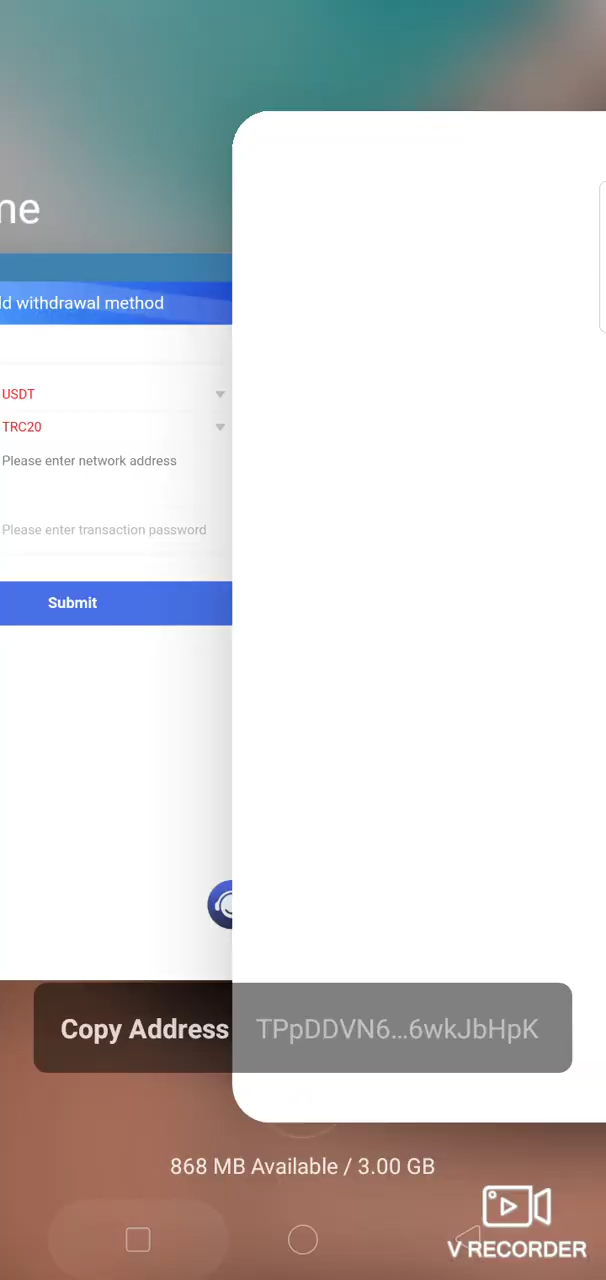 me
ld withdrawal method
USDT
TRC20
Please enter network address
Please enter transaction password
Submit
Copy Address TPpDDVN6...6wkJbHpK
868 MB Available / 3.00 GB
V RECORDER